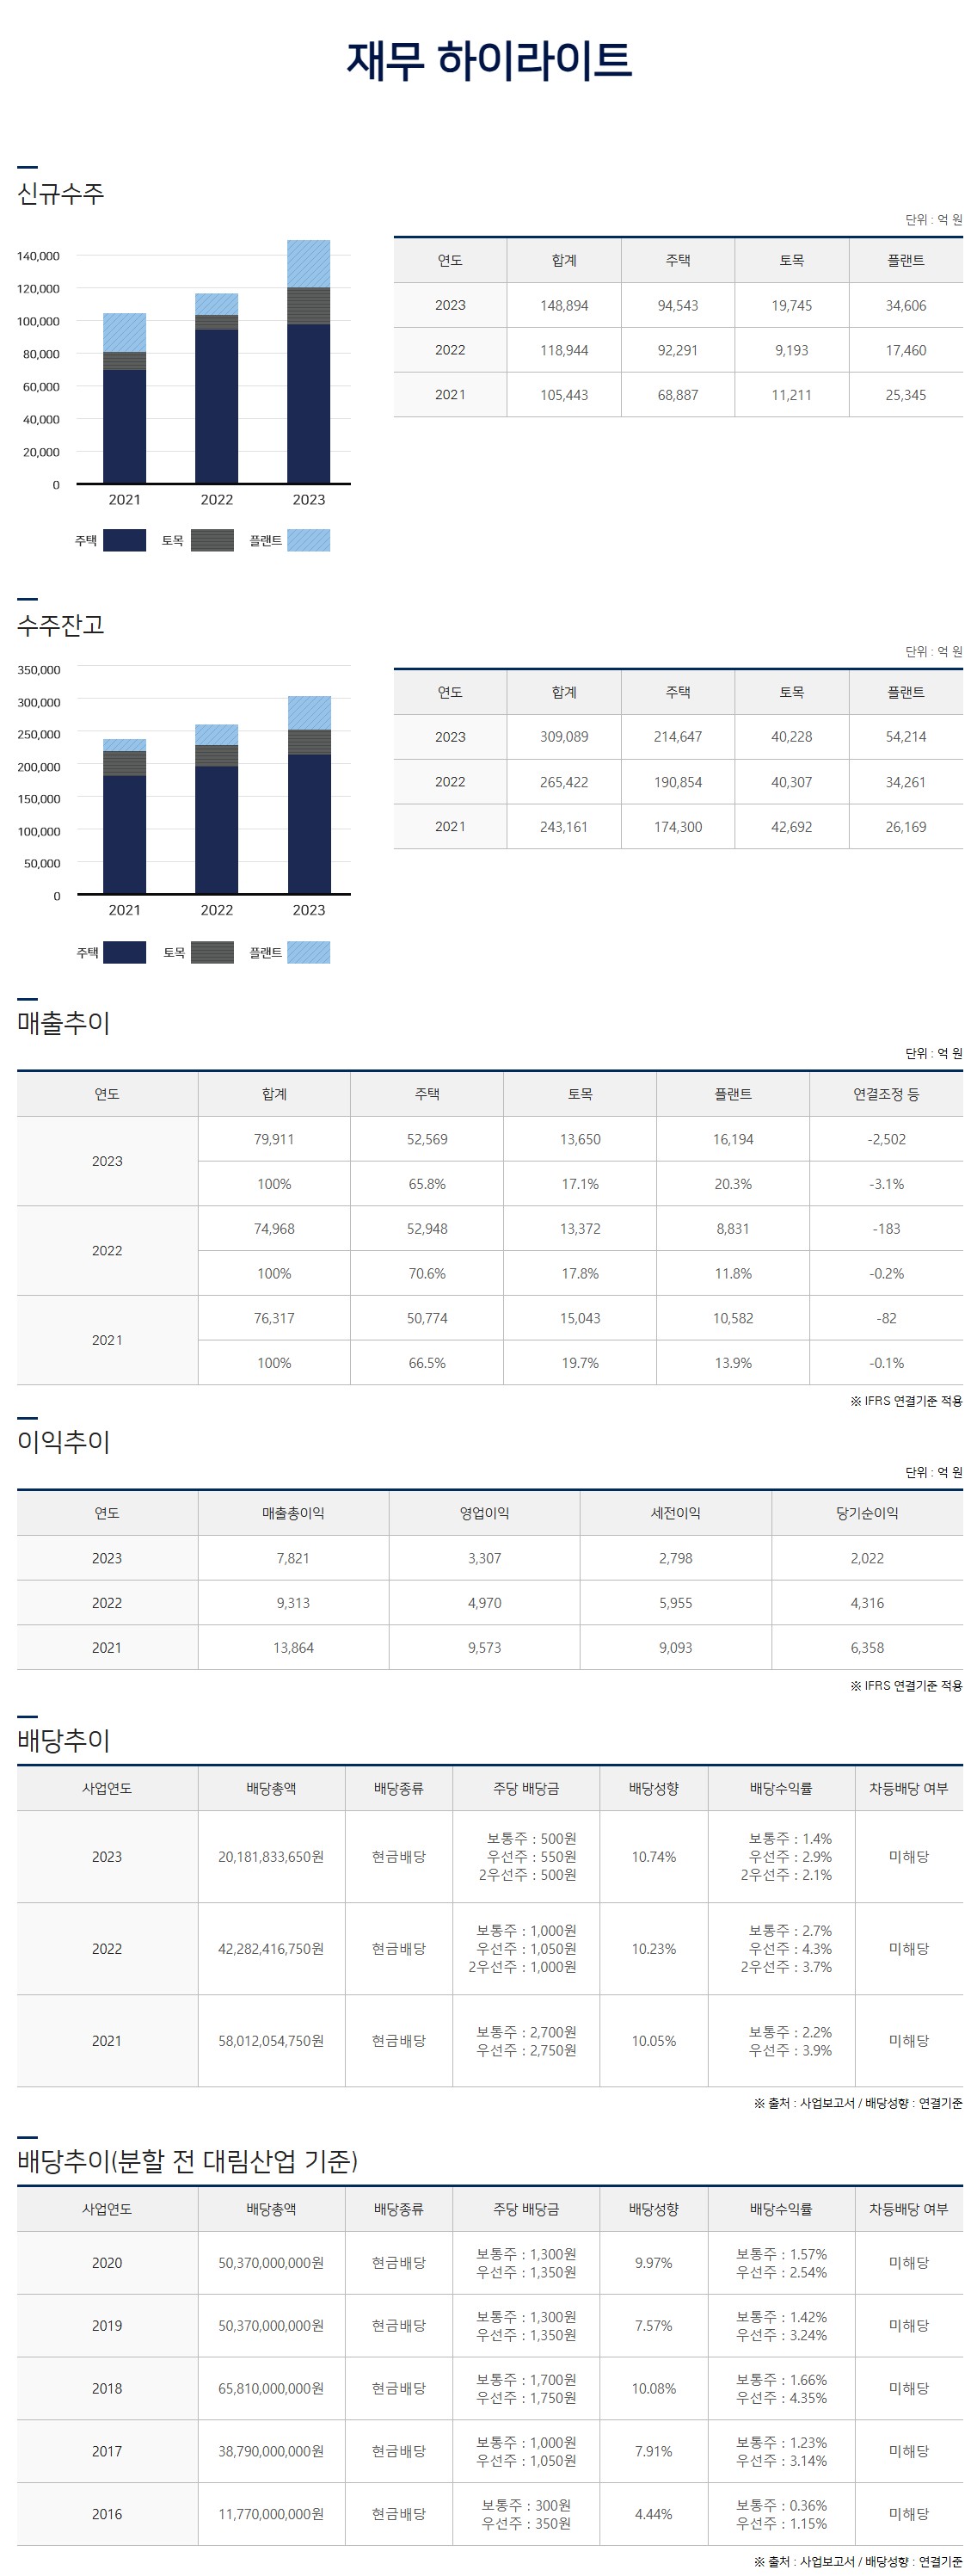 재무 하이라이트
신규수주
단위 : 억 원
140,000
120,000
100,000
80,000
60,000
40,000
20,000
0
2021 2022 2023
주택 토목 플랜트
연도 합계 주택 토목 플랜트
2023 148,894 94,543 19,745 34,606
2022 118,944 92,291 9,193 17,460
2021 105,443 68,887 11,211 25,345
수주잔고
단위 : 억 원
350,000
300,000
250,000
200,000
150,000
100,000
50,000
0
2021 2022 2023
주택 토목 플랜트
연도 합계 주택 토목 플랜트
2023 309,089 214,647 40,228 54,214
2022 265,422 190,854 40,307 34,261
2021 243,161 174,300 42,692 26,169
매출추이
단위 : 억 원
연도 합계 주택 토목 플랜트 연결조정 등
2023
79,911 52,569 13,650 16,194 -2,502
100% 65.8% 17.1% 20.3% -3.1%
2022
74,968 52,948 13,372 8,831 -183
100% 70.6% 17.8% 11.8% -0.2%
2021
76,317 50,774 15,043 10,582 -82
100% 66.5% 19.7% 13.9% -0.1%
※ IFRS 연결기준 적용
이익추이
단위 : 억 원
연도 매출총이익 영업이익 세전이익 당기순이익
2023 7,821 3,307 2,798 2,022
2022 9,313 4,970 5,955 4,316
2021 13,864 9,573 9,093 6,358
※ IFRS 연결기준 적용
배당추이
사업연도 배당총액 배당종류 주당 배당금 배당성향 배당수익률 차등배당 여부
2023 20,181,833,650원 현금배당
보통주 : 500원
우선주 : 550원
2우선주 : 500원
10.74%
보통주 : 1.4%
우선주 : 2.9%
2우선주 : 2.1%
미해당
2022 42,282,416,750원 현금배당
보통주 : 1,000원
우선주 : 1,050원
2우선주 : 1,000원
10.23%
보통주 : 2.7%
우선주 : 4.3%
2우선주 : 3.7%
미해당
2021 58,012,054,750원 현금배당
보통주 : 2,700원
우선주 : 2,750원
10.05%
보통주 : 2.2%
우선주 : 3.9%
미해당
※ 출처 : 사업보고서 / 배당성향 : 연결기준
배당추이(분할 전 대림산업 기준)
사업연도 배당총액 배당종류 주당 배당금 배당성향 배당수익률 차등배당 여부
2020 50,370,000,000원 현금배당
보통주 : 1,300원
우선주 : 1,350원
9.97%
보통주 : 1.57%
우선주 : 2.54%
미해당
2019 50,370,000,000원 현금배당
보통주 : 1,300원
우선주 : 1,350원
7.57%
보통주 : 1.42%
우선주 : 3.24%
미해당
2018 65,810,000,000원 현금배당
보통주 : 1,700원
우선주 : 1,750원
10.08%
보통주 : 1.66%
우선주 : 4.35%
미해당
2017 38,790,000,000원 현금배당
보통주 : 1,000원
우선주 : 1,050원
7.91%
보통주 : 1.23%
우선주 : 3.14%
미해당
2016 11,770,000,000원 현금배당
보통주 : 300원
우선주 : 350원
4.44%
보통주 : 0.36%
우선주 : 1.15%
미해당
※ 출처 : 사업보고서 / 배당성향 : 연결기준